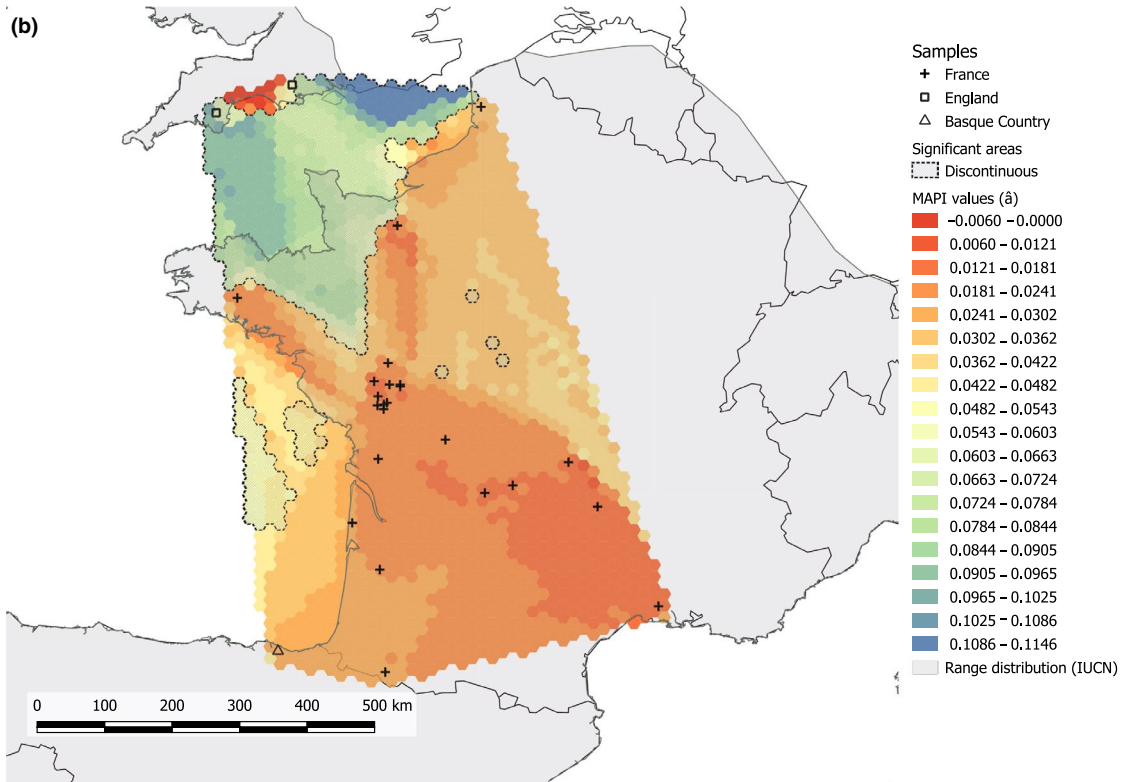 (b)
Samples
France
England
Basque Country
Significant areas
Discontinuous
MAPI values (â)
-0.0060 – -0.0000
0.0060 – 0.0121
0.0121 – 0.0181
0.0181 – 0.0241
0.0241 – 0.0302
0.0302 – 0.0362
0.0362 – 0.0422
0.0422 – 0.0482
0.0482 – 0.0543
0.0543 – 0.0603
0.0603 – 0.0663
0.0663 – 0.0724
0.0724 – 0.0784
0.0784 – 0.0844
0.0844 – 0.0905
0.0905 – 0.0965
0.0965 – 0.1025
0.1025 – 0.1086
0.1086 – 0.1146
Range distribution (IUCN)
0 100 200 300 400 500 km